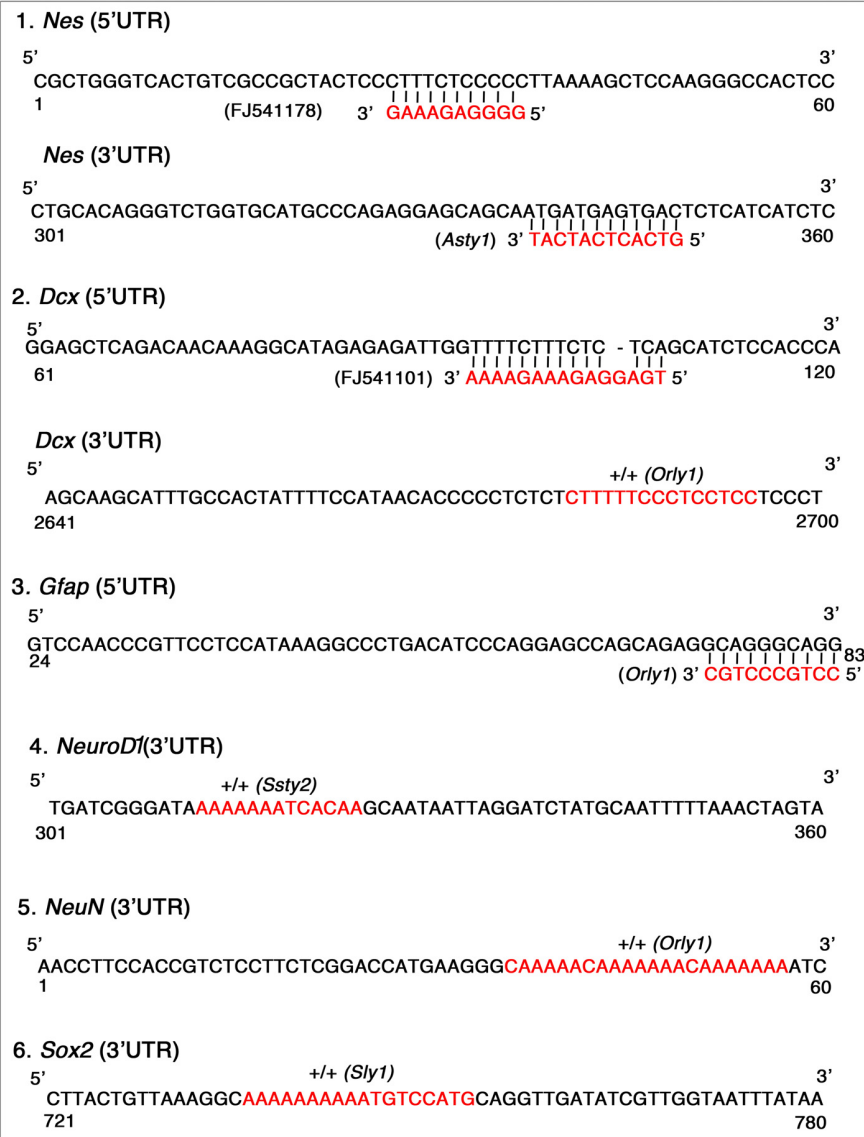 1. Nes (5'UTR)
5' 3'
CGCTGGGTCACTGTCGCCGCTACTCCCTTTCTCCCCCTTAAAAGCTCCAAGGGCCACTCC
1 (FJ541178) 3' GAAAGAGGGG 5' 60
Nes (3'UTR)
5' 3'
CTGCACAGGGTCTGGTGCATGCCCAGAGGAGCAGCAATGATGAGTGACTCTCATCATCTC
301 (Asty1) 3' TACTACTCACTG 5' 360
2. Dcx (5'UTR)
5' 3'
GGAGCTCAGACAACAAAGGCATAGAGAGATTGGTTTTCTTTCTC - TCAGCATCTCCACCCA
61 (FJ541101) 3' AAAAGAAAGAGGAGT 5' 120
Dcx (3'UTR)
5' +/+ (Orly1) 3'
AGCAAGCATTTGCCACTATTTTCCATAACACCCCCTCTCTCTTTTTCCCTCCTCCTCCCT
2641 2700
3. Gfap (5'UTR)
5' 3'
GTCCAACCCGTTCCTCCATAAAGGCCCTGACATCCCAGGAGCCAGCAGAGGCAGGGCAGG
24 83
(Orly1) 3' CGTCCCGTCC 5'
4. NeuroD1(3'UTR)
5' +/+ (Ssty2) 3'
TGATCGGGATAAAAAAAATCACAAGCAATAATTAGGATCTATGCAATTTTTAAACTAGTA
301 360
5. NeuN (3'UTR)
5' +/+ (Orly1) 3'
AACCTTCCACCGTCTCCTTCTCGGACCATGAAGGGCAAAAACAAAAAAACAAAAAAAATC
1 60
6. Sox2 (3'UTR)
5' +/+ (Sly1) 3'
CTTACTGTTAAAGGCAAAAAAAAAATGTCCATGCAGGTTGATATCGTTGGTAATTTATAA
721 780